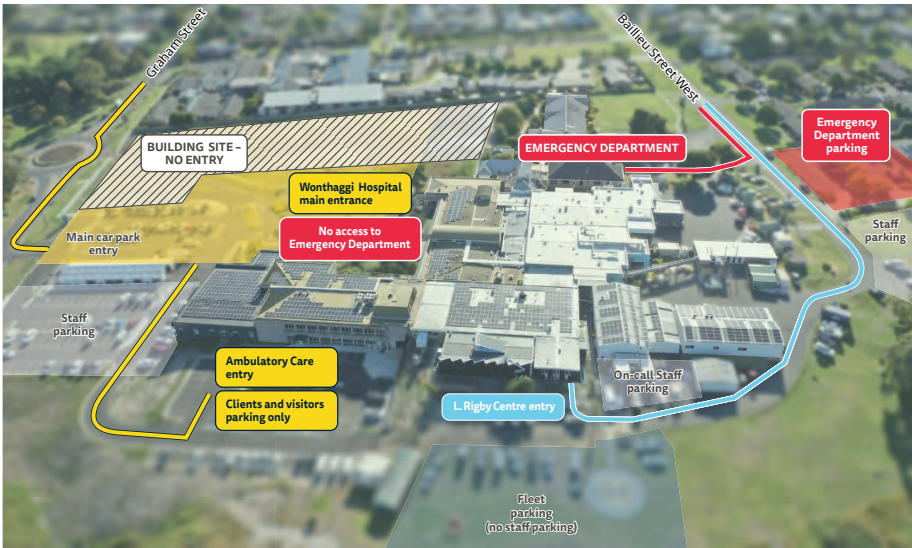 Graham Street
Baillieu Street West
BUILDING SITE –
NO ENTRY
EMERGENCY DEPARTMENT
Emergency
Department
parking
Wonthaggi Hospital
main entrance
No access to
Emergency Department
Main car park
entry
Staff
parking
Staff
parking
Ambulatory Care
entry
Clients and visitors
parking only
L. Rigby Centre entry
On-call Staff
parking
Fleet
parking
(no staff parking)